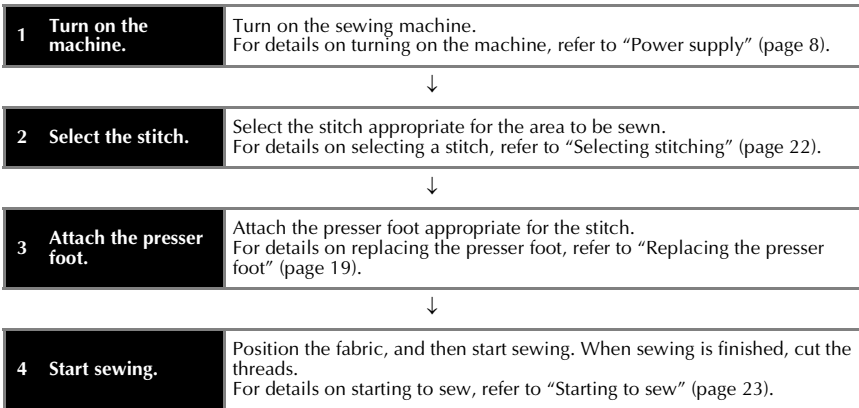 1 Turn on the machine.
Turn on the sewing machine.
For details on turning on the machine, refer to “Power supply” (page 8).
↓
2 Select the stitch.
Select the stitch appropriate for the area to be sewn.
For details on selecting a stitch, refer to “Selecting stitching” (page 22).
↓
3 Attach the presser foot.
Attach the presser foot appropriate for the stitch.
For details on replacing the presser foot, refer to “Replacing the presser
foot” (page 19).
↓
4 Start sewing.
Position the fabric, and then start sewing. When sewing is finished, cut the
threads.
For details on starting to sew, refer to “Starting to sew” (page 23).